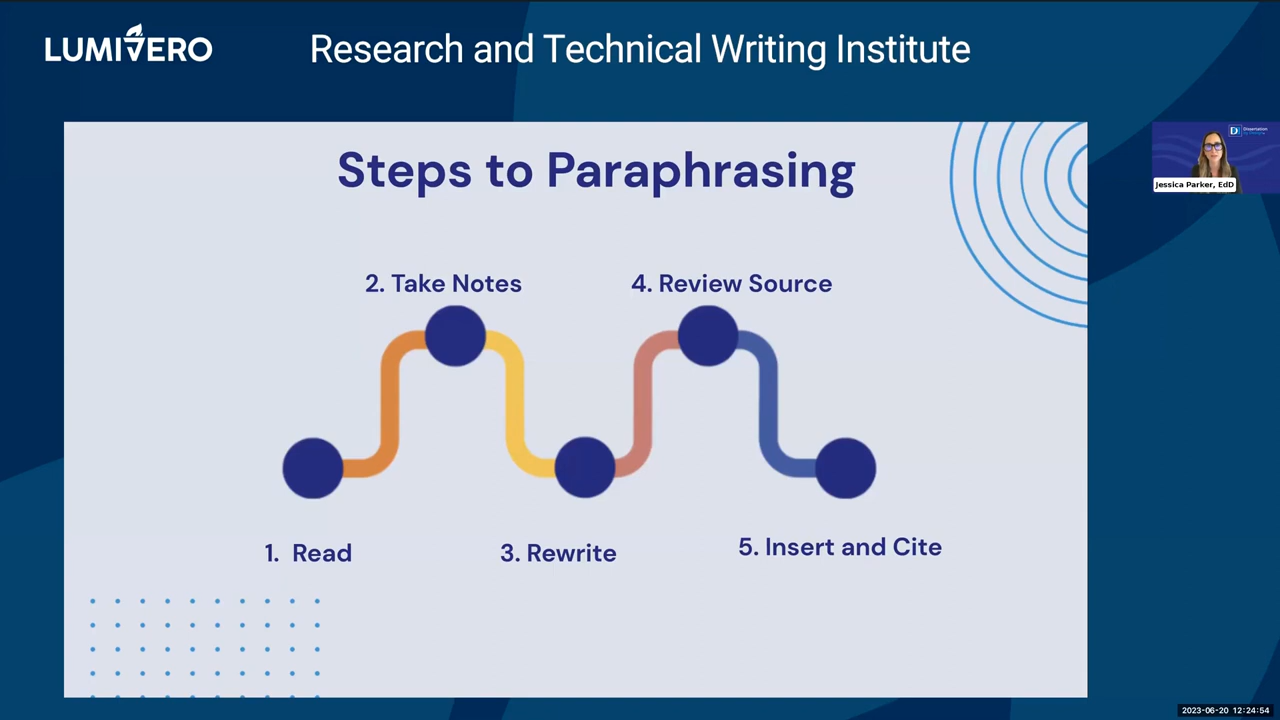 LUMIVERO
Research and Technical Writing Institute
Steps to Paraphrasing
2. Take Notes
4. Review Source
1. Read
3. Rewrite
5. Insert and Cite
Jessica Parker, EdD
2023-06-20 12:24:54